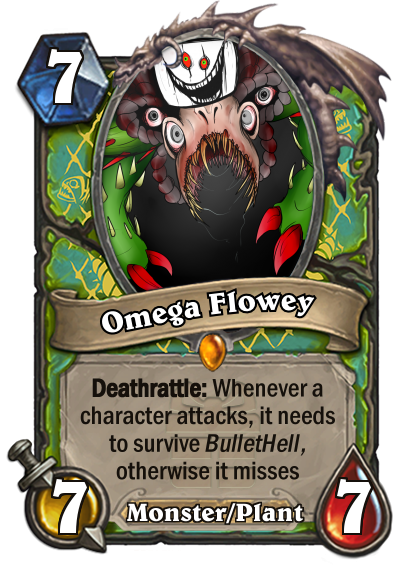 7
Omega Flowey
Deathrattle: Whenever a
character attacks, it needs
to survive BulletHell,
otherwise it misses
7
Monster/Plant
7